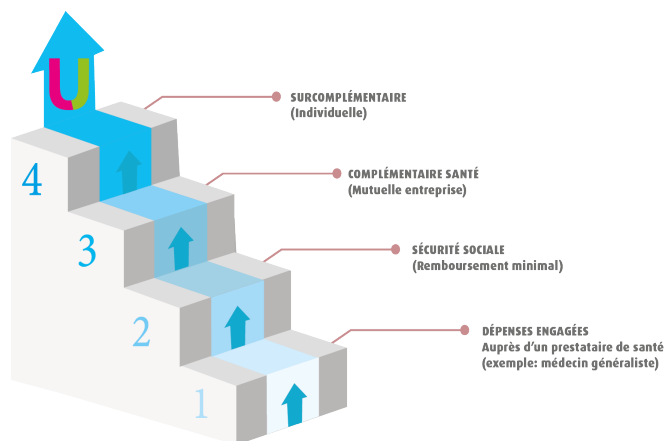 U
SURCOMPLÉMENTAIRE
(Individuelle)
4
COMPLÉMENTAIRE SANTÉ
(Mutuelle entreprise)
3
SÉCURITÉ SOCIALE
(Remboursement minimal)
2
DÉPENSES ENGAGÉES
Auprès d'un prestataire de santé
(exemple: médecin généraliste)
1